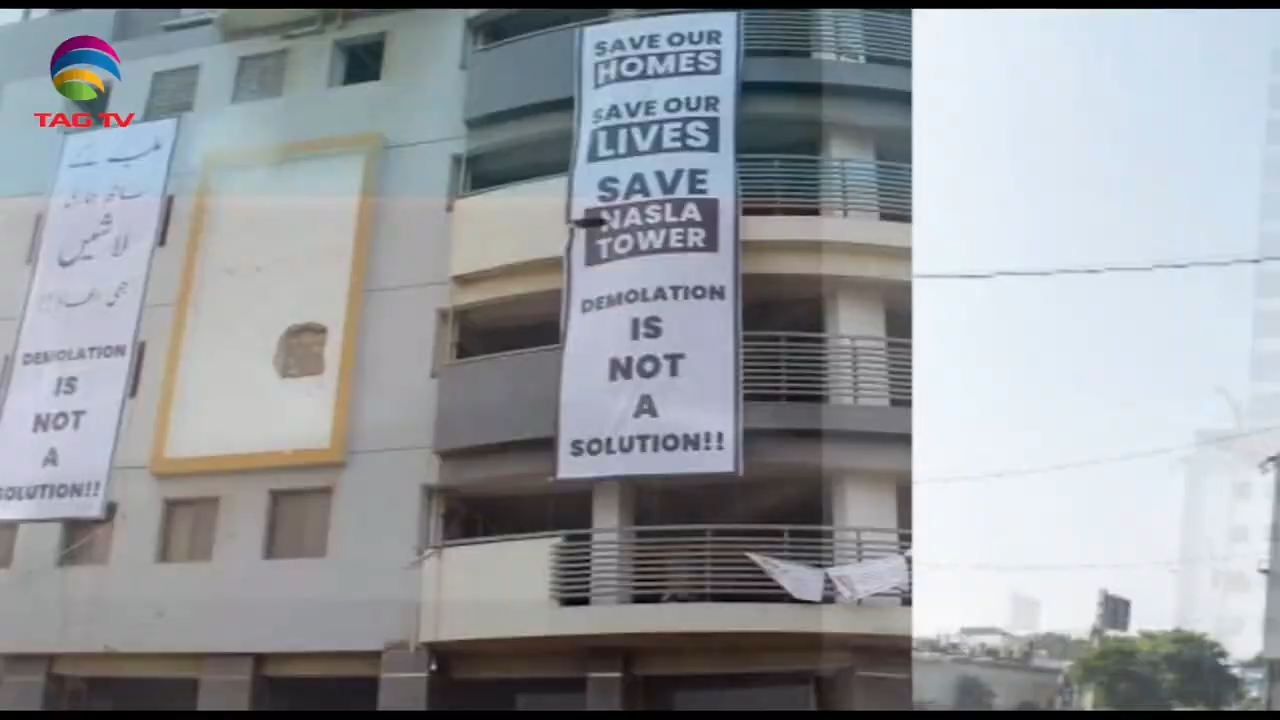 TAG TV
SAVE OUR
HOMES
SAVE OUR
LIVES
SAVE
NASLA
TOWER
DEMOLATION
IS
NOT
A
SOLUTION!!
لاشیں
DEMOLATION
IS
NOT
A
SOLUTION!!